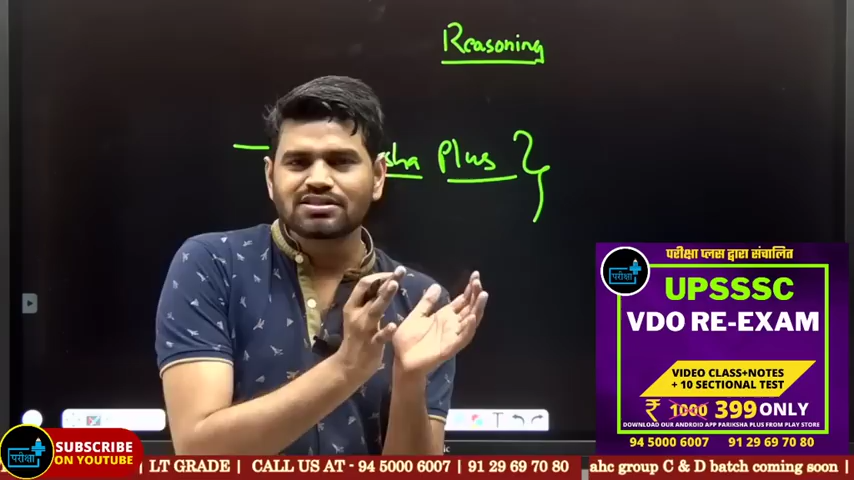 Reasoning
sha Plus
परीक्षा प्लस द्वारा संचालित
परीक्षा
UPSSSC
VDO RE-EXAM
VIDEO CLASS+NOTES
+ 10 SECTIONAL TEST
₹ 1000 399 ONLY
DOWNLOAD OUR ANDROID APP PARIKSHA PLUS FROM PLAY STORE
94 5000 6007 91 29 69 70 80
T
परीक्षा
SUBSCRIBE
ON YOUTUBE
| LT GRADE | CALL US AT - 94 5000 6007 | 91 29 69 70 80
ahc group C & D batch coming soon |